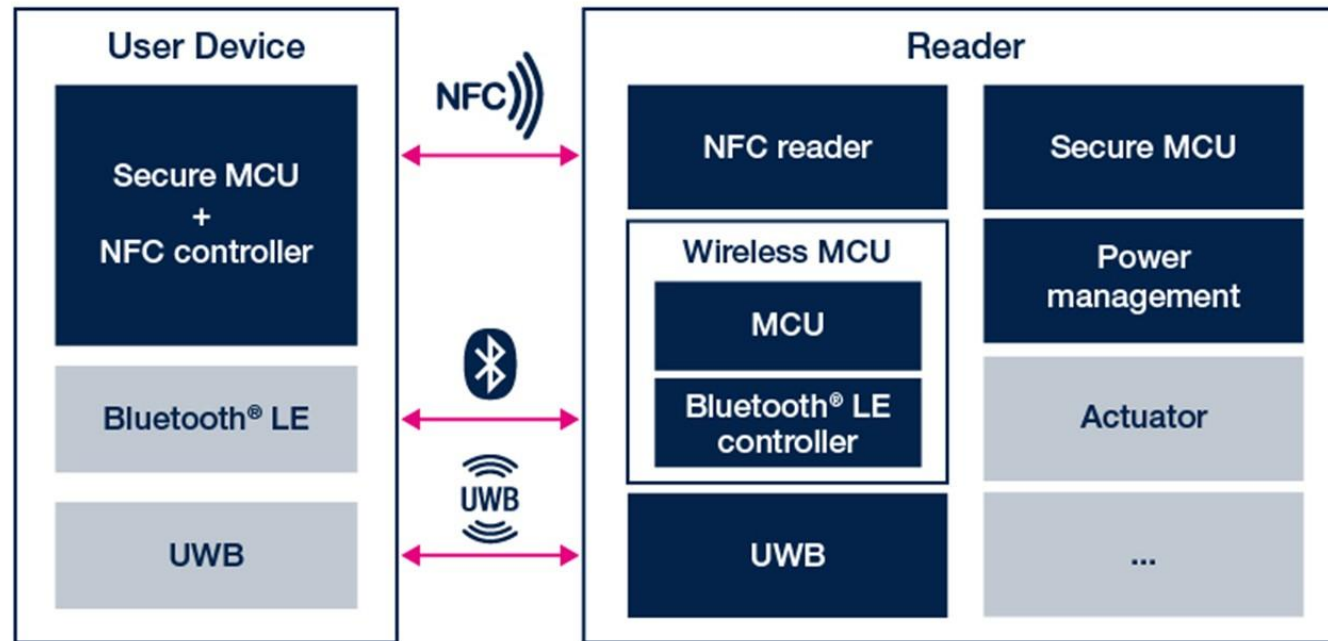 User Device
Secure MCU
+
NFC controller
Bluetooth® LE
UWB
NFC
UWB
Reader
NFC reader
Wireless MCU
MCU
Bluetooth® LE
controller
UWB
Secure MCU
Power
management
Actuator
...